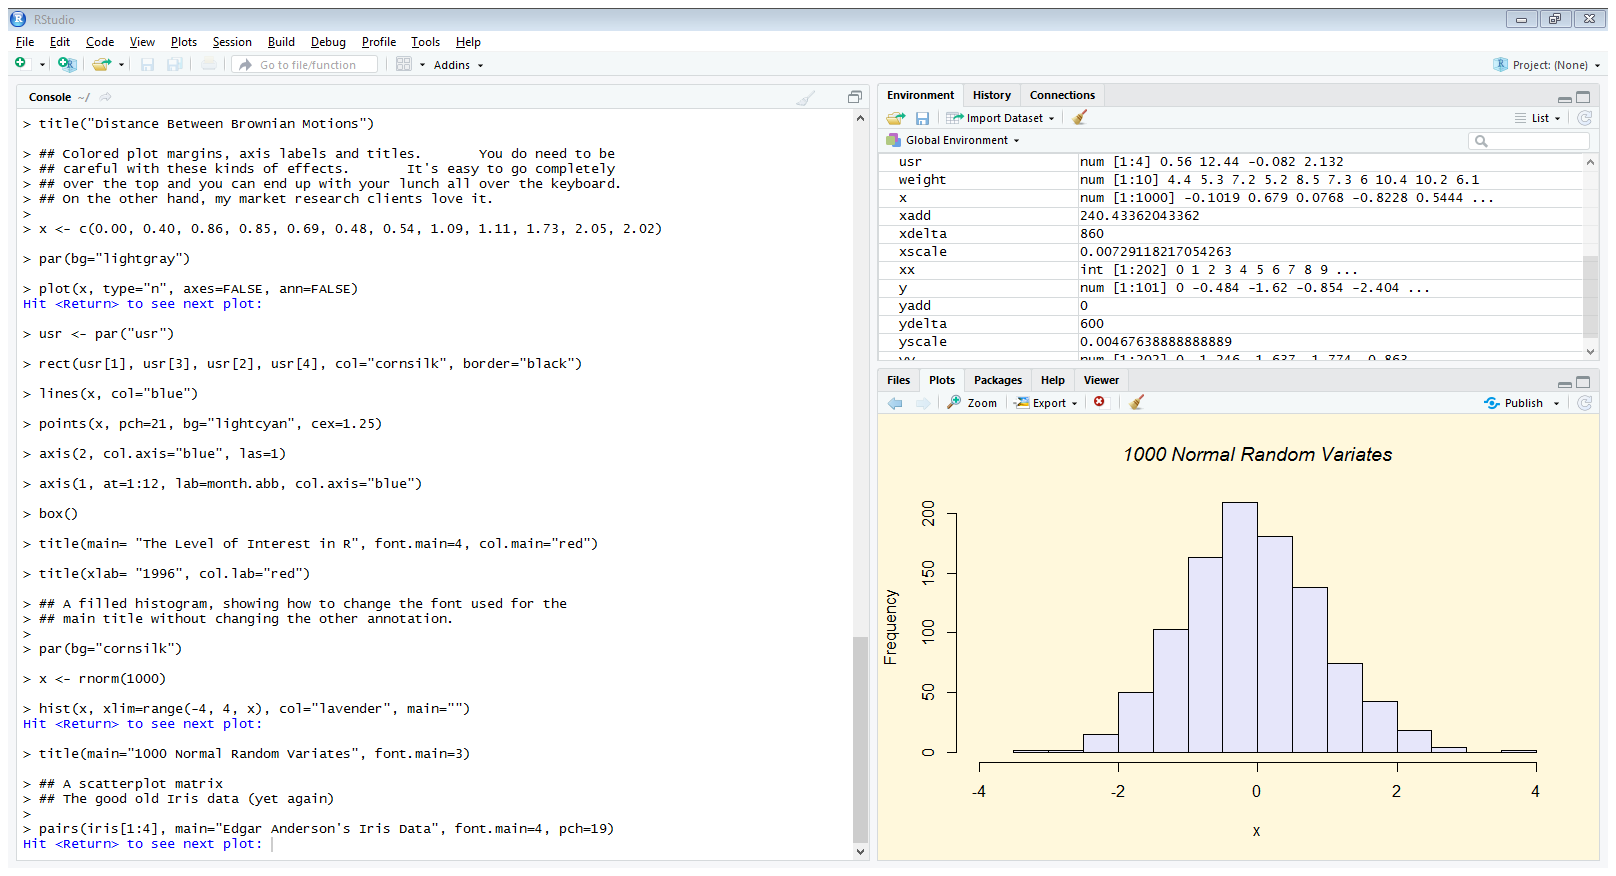 RStudio
File Edit Code View Plots Session Build Debug Profile Tools Help
Go to file/function Addins Project: (None)
Console ~/
> title("Distance Between Brownian Motions")
> ## Colored plot margins, axis labels and titles.       You do need to be
> ## careful with these kinds of effects.       It's easy to go completely
> ## over the top and you can end up with your lunch all over the keyboard.
> ## On the other hand, my market research clients love it.
>
> x <- c(0.00, 0.40, 0.86, 0.85, 0.69, 0.48, 0.54, 1.09, 1.11, 1.73, 2.05, 2.02)
> par(bg="lightgray")
> plot(x, type="n", axes=FALSE, ann=FALSE)
Hit <Return> to see next plot:
> usr <- par("usr")
> rect(usr[1], usr[3], usr[2], usr[4], col="cornsilk", border="black")
> lines(x, col="blue")
> points(x, pch=21, bg="lightcyan", cex=1.25)
> axis(2, col.axis="blue", las=1)
> axis(1, at=1:12, lab=month.abb, col.axis="blue")
> box()
> title(main= "The Level of Interest in R", font.main=4, col.main="red")
> title(xlab= "1996", col.lab="red")
> ## A filled histogram, showing how to change the font used for the
> ## main title without changing the other annotation.
>
> par(bg="cornsilk")
> x <- rnorm(1000)
> hist(x, xlim=range(-4, 4, x), col="lavender", main="")
Hit <Return> to see next plot:
> title(main="1000 Normal Random Variates", font.main=3)
> ## A scatterplot matrix
> ## The good old Iris data (yet again)
>
> pairs(iris[1:4], main="Edgar Anderson's Iris Data", font.main=4, pch=19)
Hit <Return> to see next plot:
Environment History Connections
Import Dataset List
Global Environment
usr num [1:4] 0.56 12.44 -0.082 2.132
weight num [1:10] 4.4 5.3 7.2 5.2 8.5 7.3 6 10.4 10.2 6.1
x num [1:1000] -0.1019 0.679 0.0768 -0.8228 0.5444 ...
xadd 240.43362043362
xdelta 860
xscale 0.00729118217054263
xx int [1:202] 0 1 2 3 4 5 6 7 8 9 ...
y num [1:101] 0 -0.484 -1.62 -0.854 -2.404 ...
yadd 0
ydelta 600
yscale 0.00467638888888889
Files Plots Packages Help Viewer
Zoom Export Publish
1000 Normal Random Variates
Frequency
200
150
100
50
0
-4 -2 0 2 4
x